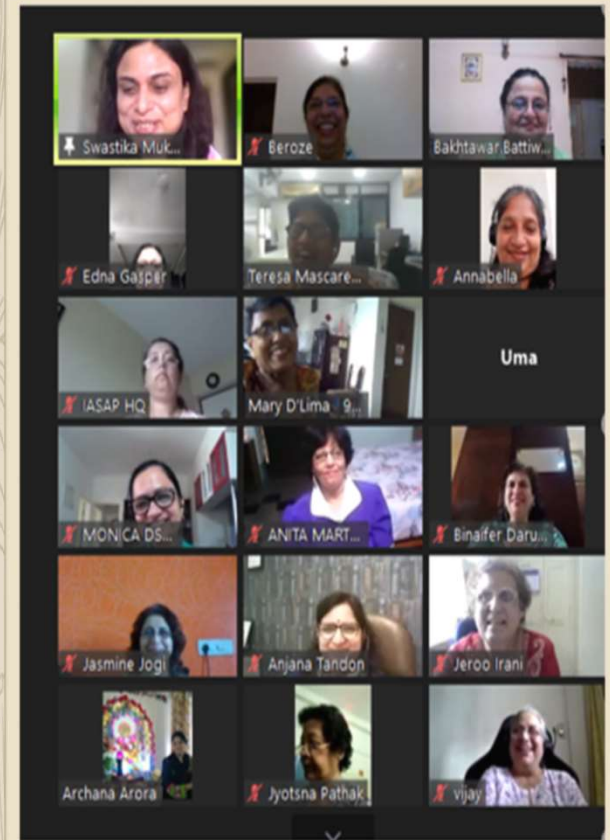 Swastika Muk...
Beroze
Bakhtawar Battiw...
Edna Gasper
Teresa Mascare...
Annabella
IASAP HQ
Mary D'Lima 9...
Uma
MONICA DS...
ANITA MART...
Binaifer Daru...
Jasmine Jogi
Anjana Tandon
Jeroo Irani
Archana Arora
Jyotsna Pathak
vijay